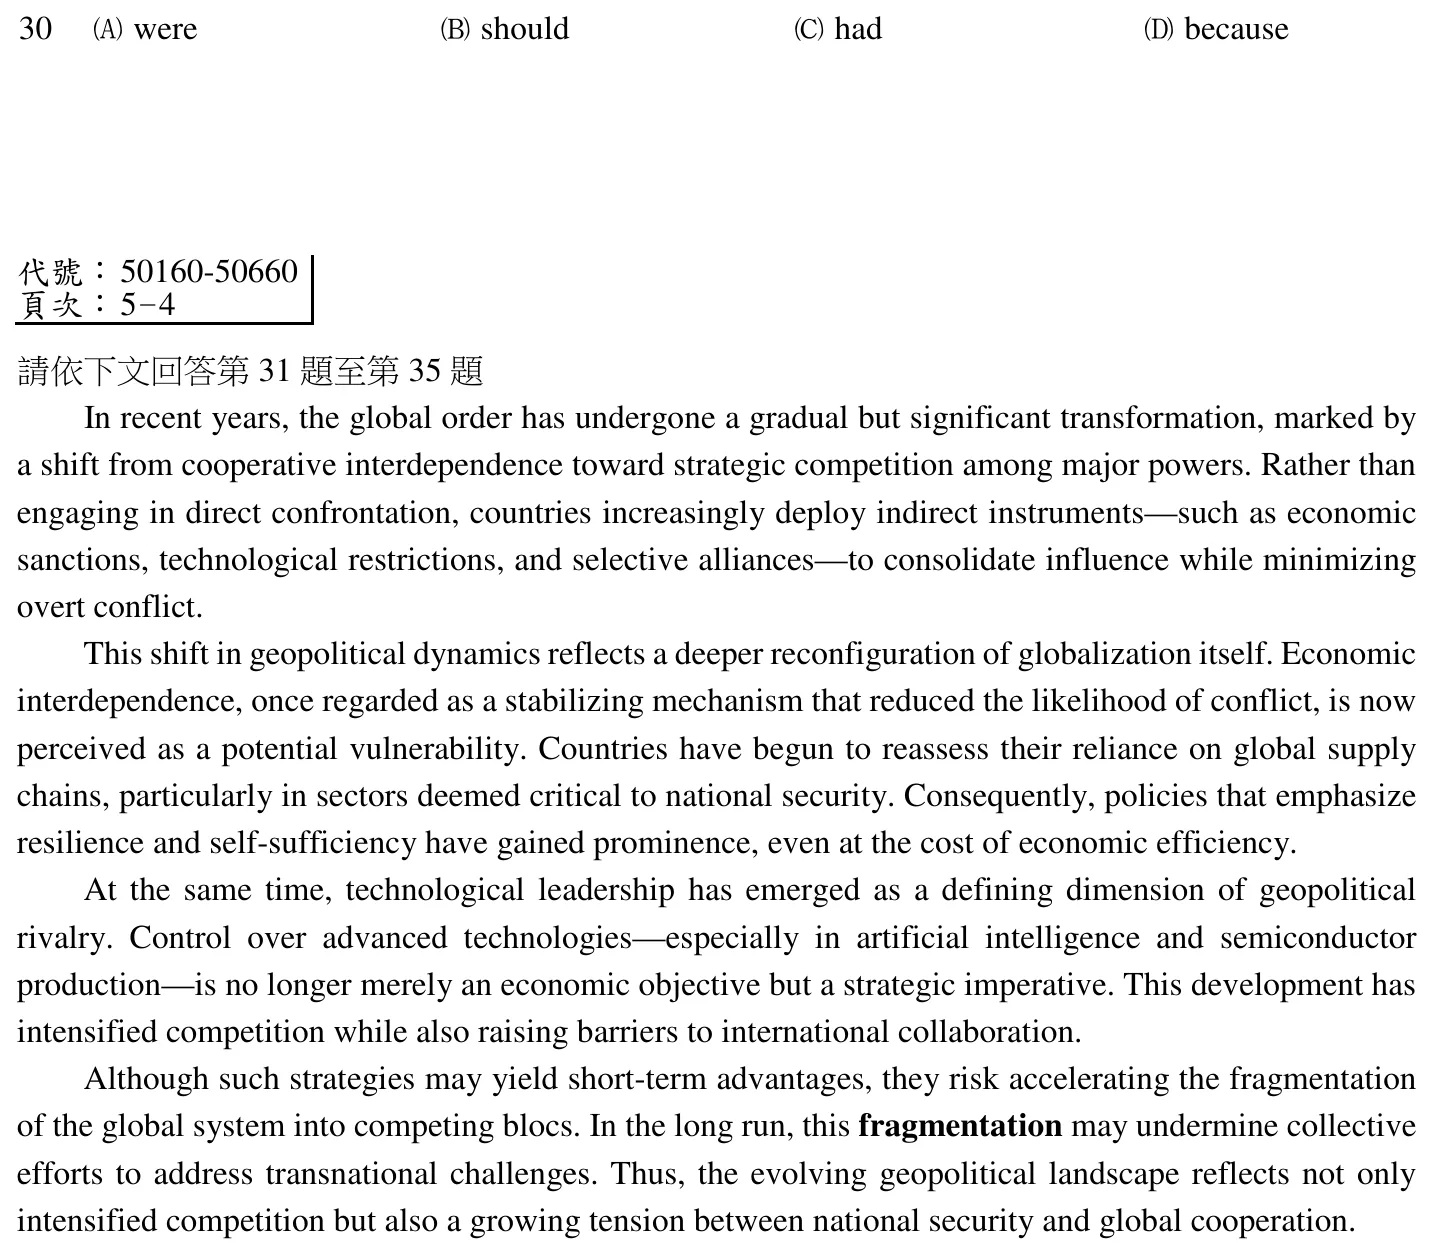 30 (A) were (B) should (C) had (D) because
代號：50160-50660
頁次：5-4
請依下文回答第 31 題至第 35 題
In recent years, the global order has undergone a gradual but significant transformation, marked by
a shift from cooperative interdependence toward strategic competition among major powers. Rather than
engaging in direct confrontation, countries increasingly deploy indirect instruments—such as economic
sanctions, technological restrictions, and selective alliances—to consolidate influence while minimizing
overt conflict.
This shift in geopolitical dynamics reflects a deeper reconfiguration of globalization itself. Economic
interdependence, once regarded as a stabilizing mechanism that reduced the likelihood of conflict, is now
perceived as a potential vulnerability. Countries have begun to reassess their reliance on global supply
chains, particularly in sectors deemed critical to national security. Consequently, policies that emphasize
resilience and self-sufficiency have gained prominence, even at the cost of economic efficiency.
At the same time, technological leadership has emerged as a defining dimension of geopolitical
rivalry. Control over advanced technologies—especially in artificial intelligence and semiconductor
production—is no longer merely an economic objective but a strategic imperative. This development has
intensified competition while also raising barriers to international collaboration.
Although such strategies may yield short-term advantages, they risk accelerating the fragmentation
of the global system into competing blocs. In the long run, this fragmentation may undermine collective
efforts to address transnational challenges. Thus, the evolving geopolitical landscape reflects not only
intensified competition but also a growing tension between national security and global cooperation.